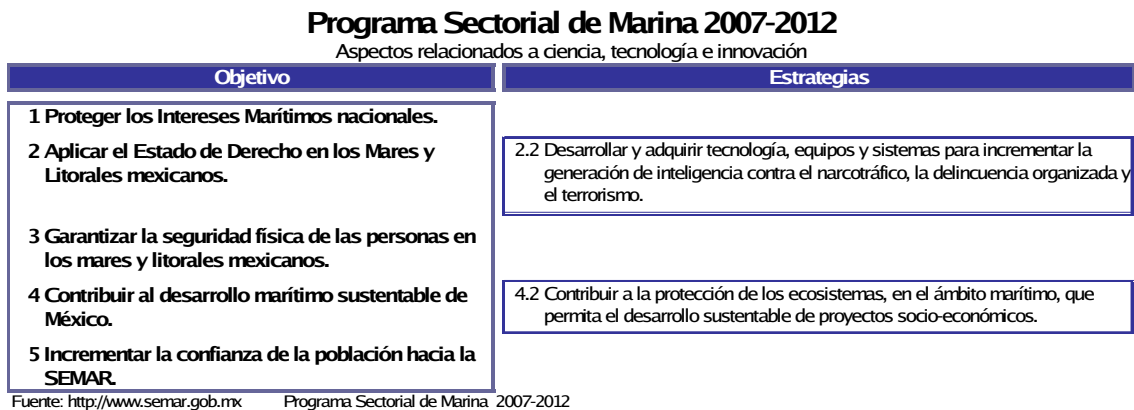 Programa Sectorial de Marina 2007-2012
Aspectos relacionados a ciencia, tecnología e innovación
Objetivo
Estrategias
1 Proteger los Intereses Marítimos nacionales.
2 Aplicar el Estado de Derecho en los Mares y
Litorales mexicanos.
2.2 Desarrollar y adquirir tecnología, equipos y sistemas para incrementar la
generación de inteligencia contra el narcotráfico, la delincuencia organizada y
el terrorismo.
3 Garantizar la seguridad física de las personas en
los mares y litorales mexicanos.
4 Contribuir al desarrollo marítimo sustentable de
México.
4.2 Contribuir a la protección de los ecosistemas, en el ámbito marítimo, que
permita el desarrollo sustentable de proyectos socio-económicos.
5 Incrementar la confianza de la población hacia la
SEMAR.
Fuente: http://www.semar.gob.mx Programa Sectorial de Marina 2007-2012